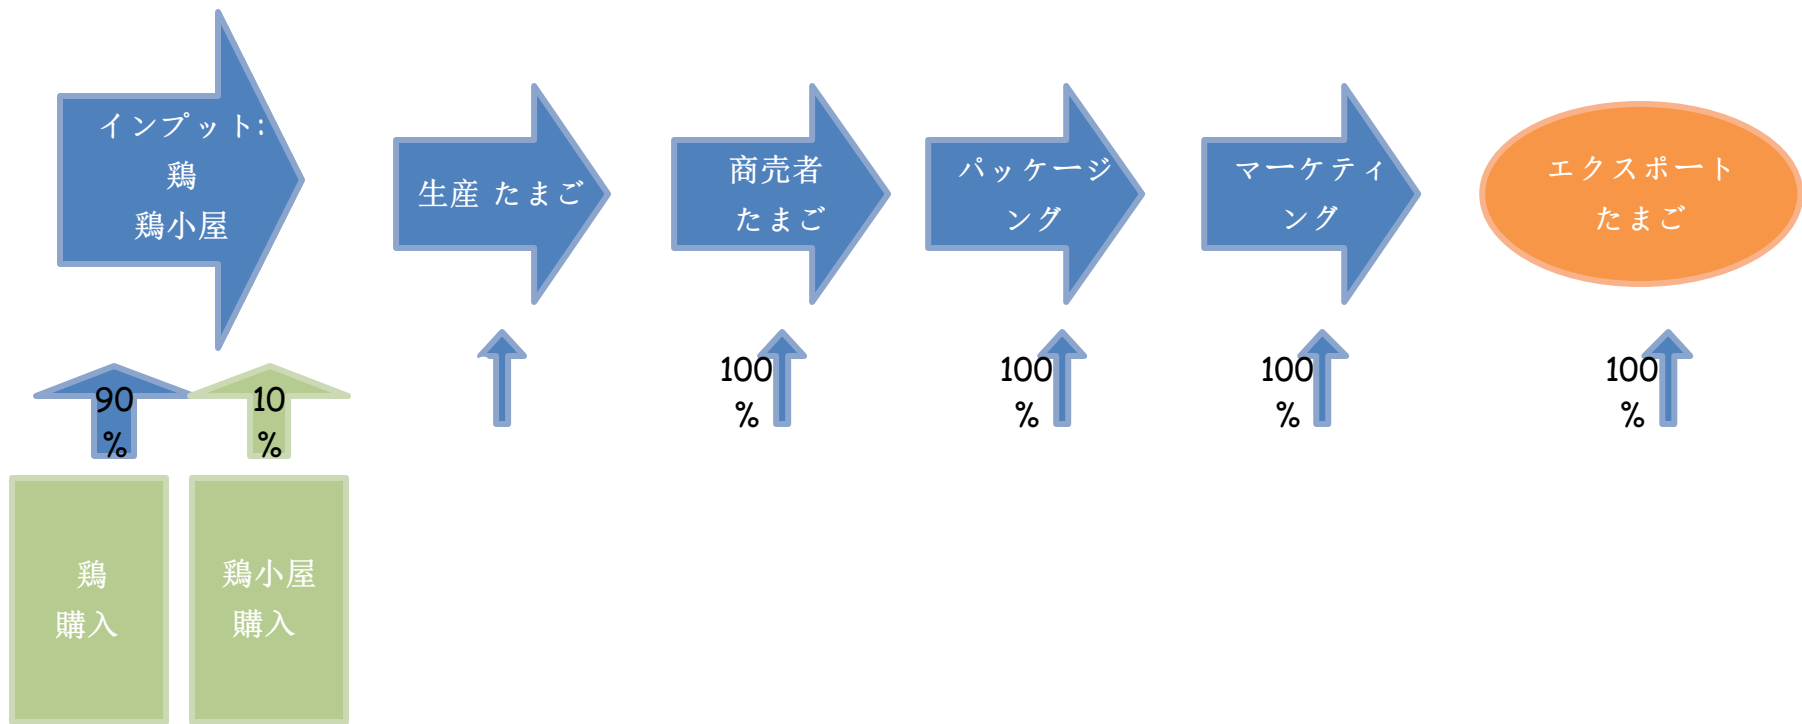 インプット:
鶏
鶏小屋
生産 たまご
商売者
たまご
パッケージ
ング
マーケティ
ング
エクスポート
たまご
90
%
10
%
100
%
100
%
100
%
100
%
鶏
購入
鶏小屋
購入